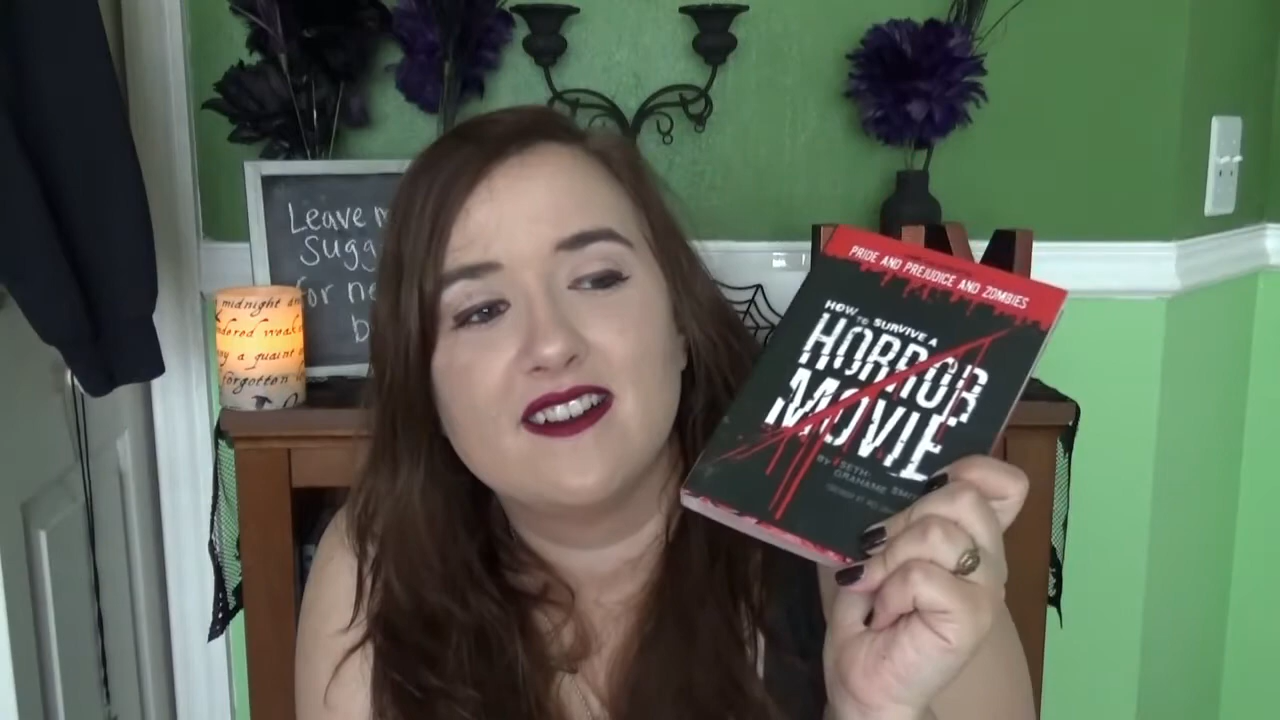 Leave
Sugg
for ne
b
midnight
weak
a quaint
forgotten
PRIDE AND PREJUDICE AND ZOMBIES
HOW TO SURVIVE A
HORROR
MOVIE
BY SETH
GRAHAME SMITH